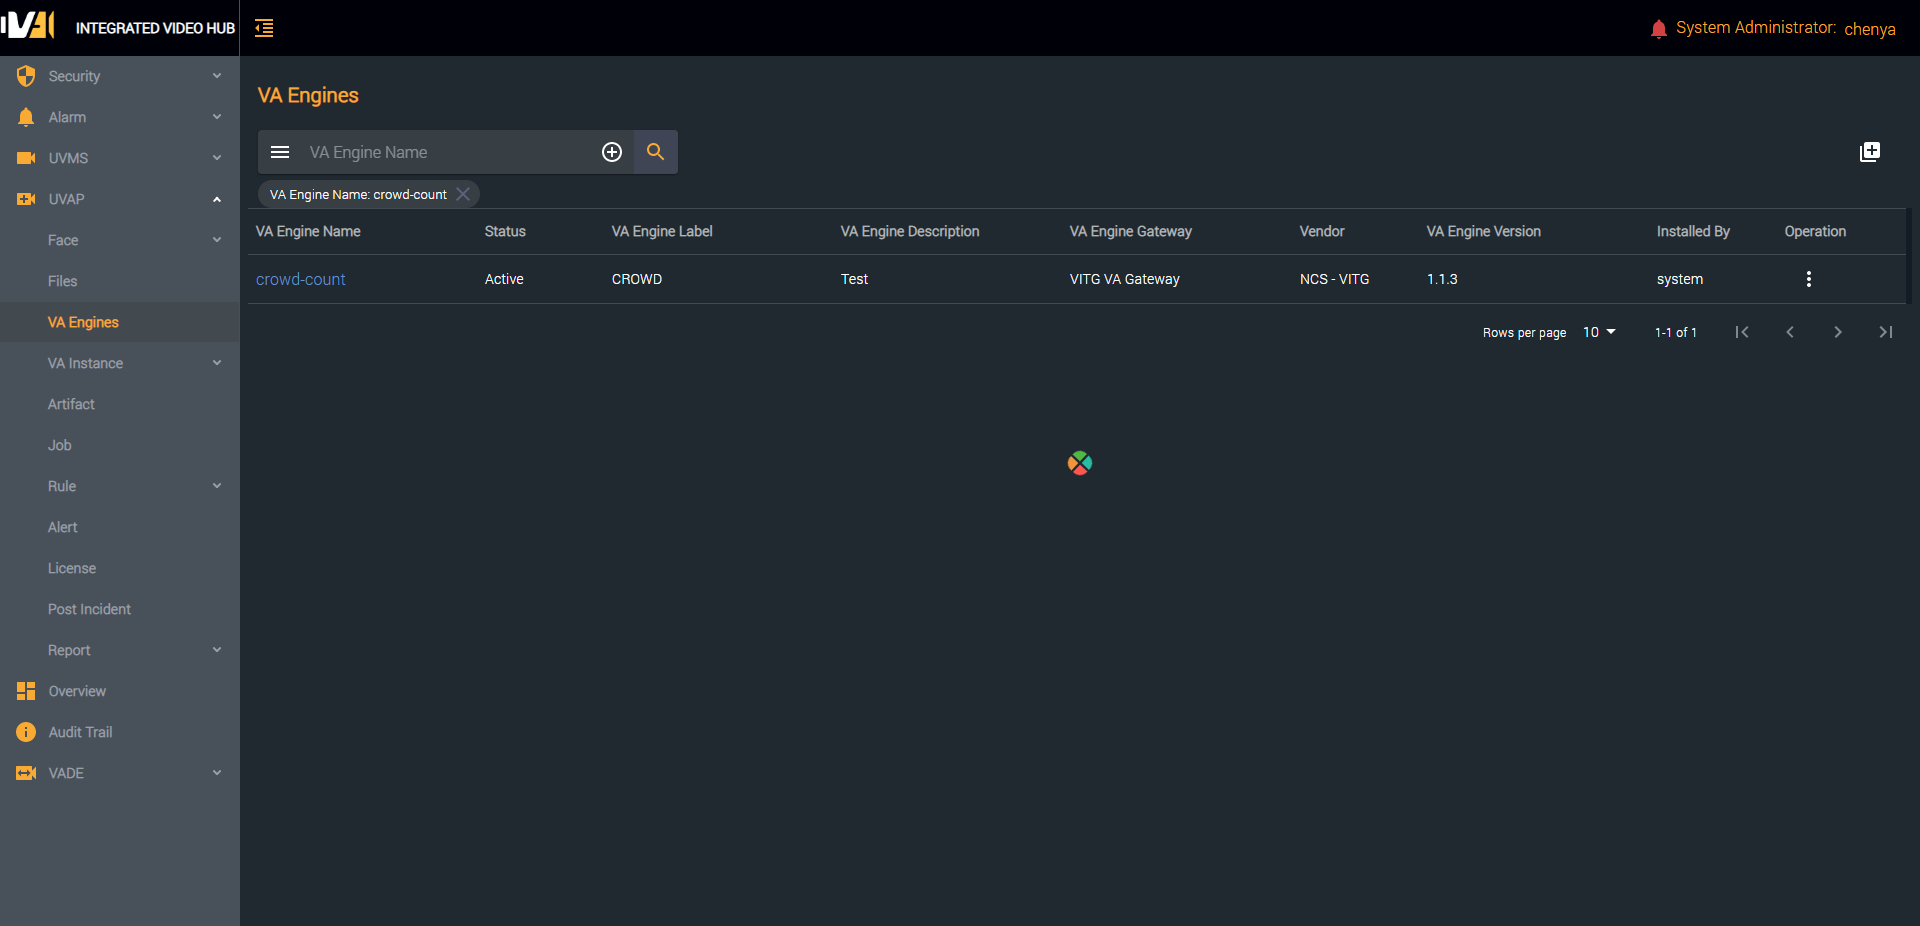 IVH INTEGRATED VIDEO HUB
System Administrator: chenya
Security
Alarm
UVMS
UVAP
Face
Files
VA Engines
VA Instance
Artifact
Job
Rule
Alert
License
Post Incident
Report
Overview
Audit Trail
VADE
VA Engines
VA Engine Name
VA Engine Name: crowd-count
VA Engine Name Status VA Engine Label VA Engine Description VA Engine Gateway Vendor VA Engine Version Installed By Operation
crowd-count Active CROWD Test VITG VA Gateway NCS - VITG 1.1.3 system
Rows per page 10 1-1 of 1